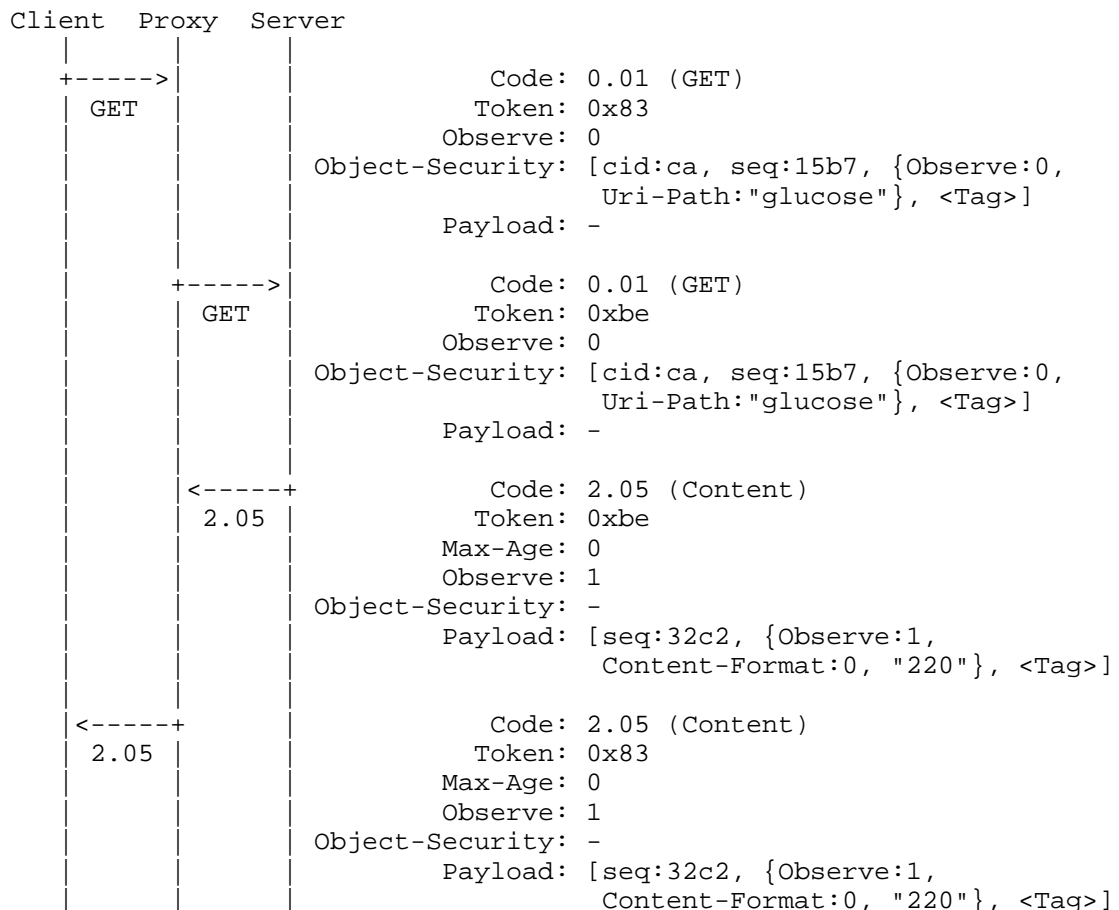 Client  Proxy  Server
   |      |      |
   +----->|      |            Code: 0.01 (GET)
   | GET  |      |           Token: 0x83
   |      |      |         Observe: 0
   |      |      | Object-Security: [cid:ca, seq:15b7, {Observe:0,
   |      |      |                   Uri-Path:"glucose"}, <Tag>]
   |      |      |         Payload: -
   |      |      |
   |      +----->|            Code: 0.01 (GET)
   |      | GET  |           Token: 0xbe
   |      |      |         Observe: 0
   |      |      | Object-Security: [cid:ca, seq:15b7, {Observe:0,
   |      |      |                   Uri-Path:"glucose"}, <Tag>]
   |      |      |         Payload: -
   |      |      |
   |      |<-----+            Code: 2.05 (Content)
   |      | 2.05 |           Token: 0xbe
   |      |      |         Max-Age: 0
   |      |      |         Observe: 1
   |      |      | Object-Security: -
   |      |      |         Payload: [seq:32c2, {Observe:1,
   |      |      |                   Content-Format:0, "220"}, <Tag>]
   |      |      |
   |<-----+      |            Code: 2.05 (Content)
   | 2.05 |      |           Token: 0x83
   |      |      |         Max-Age: 0
   |      |      |         Observe: 1
   |      |      | Object-Security: -
   |      |      |         Payload: [seq:32c2, {Observe:1,
   |      |      |                   Content-Format:0, "220"}, <Tag>]